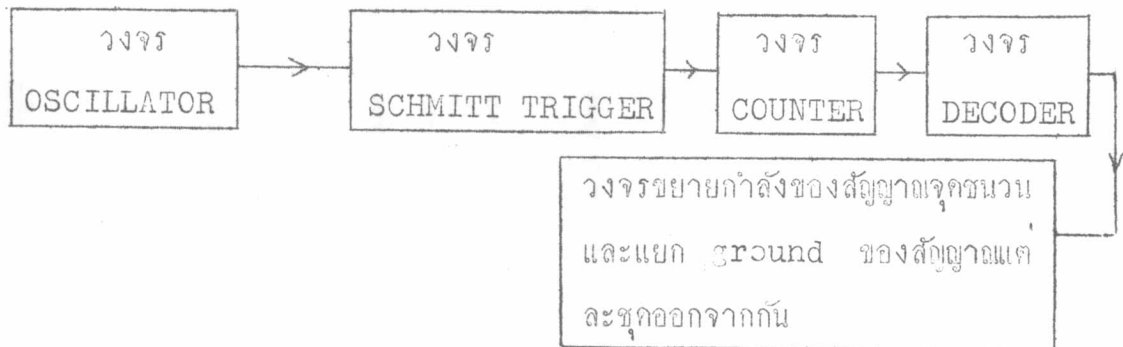 วงจร
OSCILLATOR
วงจร
SCHMITT TRIGGER
วงจร
COUNTER
วงจร
DECODER
วงจรขยายกำลังของสัญญาณจุดชนวน
และแยก ground ของสัญญาณแต่
ละชุดออกจากกัน